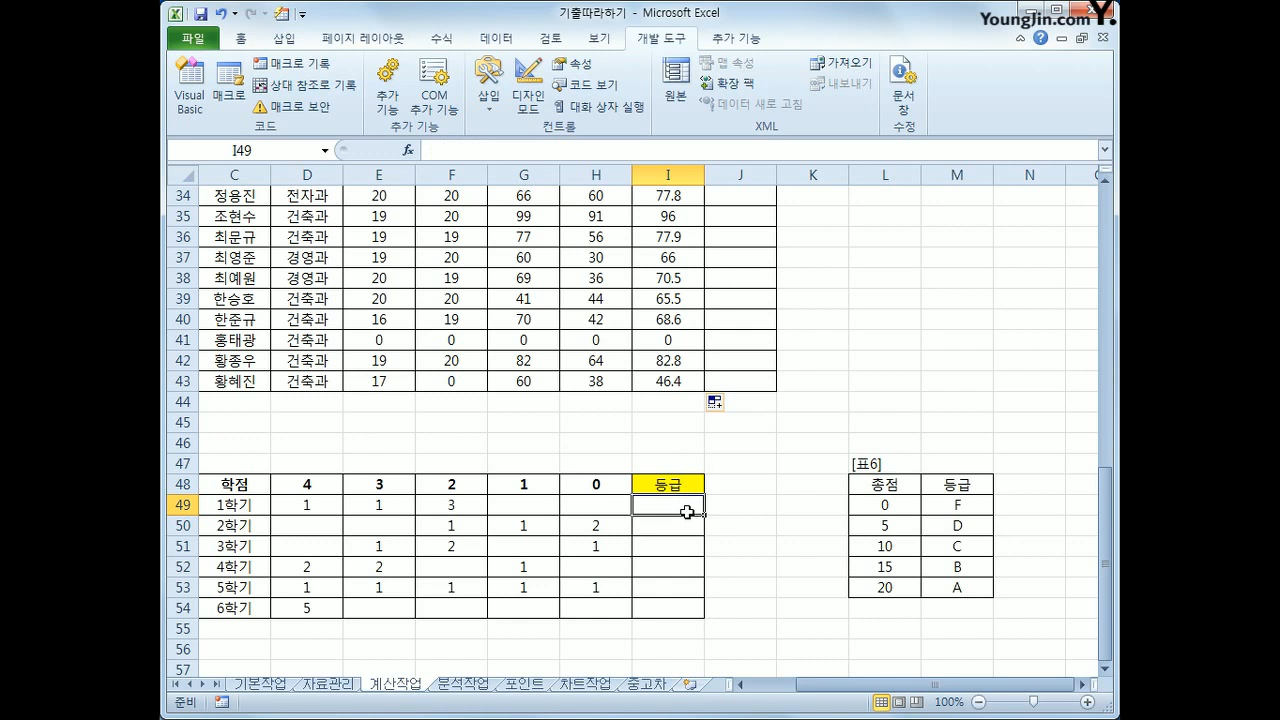 기출따라하기 - Microsoft Excel
YoungJin.com Y.
파일 홈 삽입 페이지 레이아웃 수식 데이터 검토 보기 개발 도구 추가 기능
Visual Basic
매크로
매크로 기록
상대 참조로 기록
매크로 보안
코드
추가 기능
COM 추가 기능
추가 기능
삽입
디자인 모드
속성
코드 보기
대화 상자 실행
컨트롤
원본
맵 속성
확장 팩
데이터 새로 고침
가져오기
내보내기
XML
문서 창
수정
I49 fx
C D E F G H I J K L M N
34 정용진 전자과 20 20 66 60 77.8
35 조현수 건축과 19 20 99 91 96
36 최문규 건축과 19 19 77 56 77.9
37 최영준 경영과 19 20 60 30 66
38 최예원 경영과 20 19 69 36 70.5
39 한승호 건축과 20 20 41 44 65.5
40 한준규 건축과 16 19 70 42 68.6
41 홍태광 건축과 0 0 0 0 0
42 황종우 건축과 19 20 82 64 82.8
43 황혜진 건축과 17 0 60 38 46.4
44
45
46
47 [표6]
48 학점 4 3 2 1 0 등급 총점 등급
49 1학기 1 1 3 0 F
50 2학기 1 1 2 5 D
51 3학기 1 2 1 10 C
52 4학기 2 2 1 15 B
53 5학기 1 1 1 1 1 20 A
54 6학기 5
55
56
57
기본작업 자료관리 계산작업 분석작업 포인트 차트작업 중고차
준비 100%